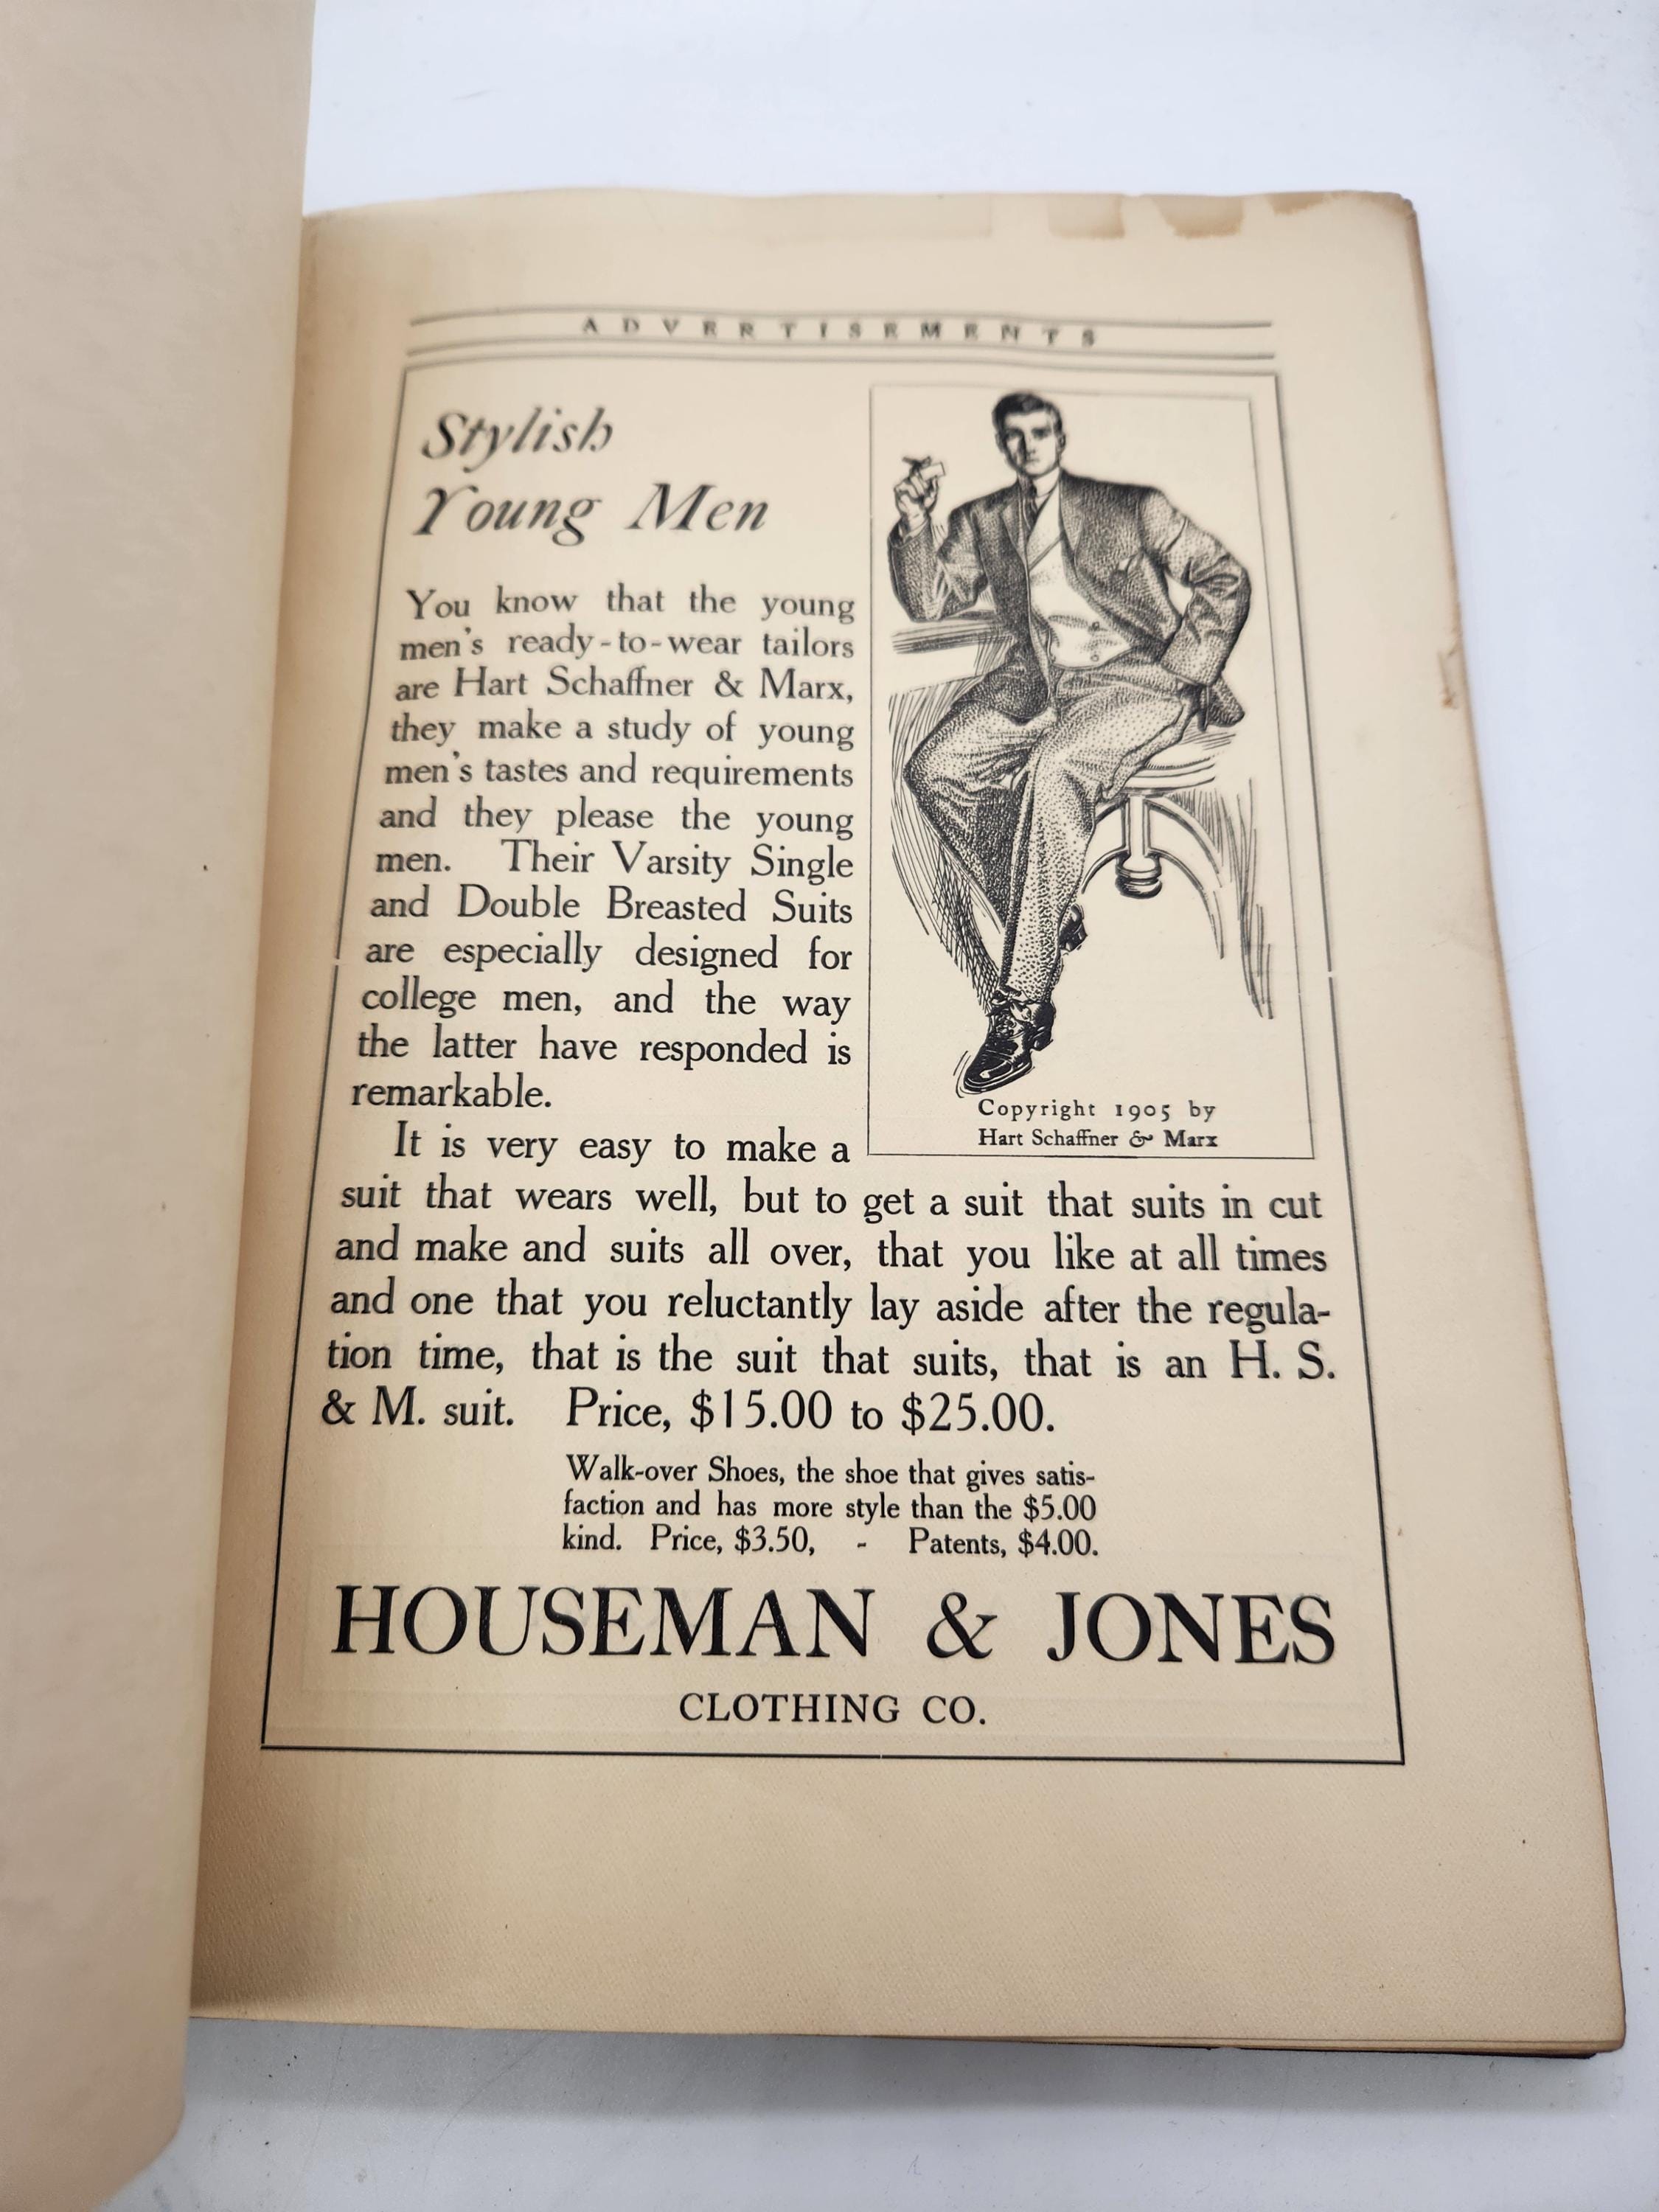 ADVERTISEMENTS
Stylish
Young Men
You know that the young
men's ready-to-wear tailors
are Hart Schaffner & Marx,
they make a study of young
men's tastes and requirements
and they please the young
men. Their Varsity Single
and Double Breasted Suits
are especially designed for
college men, and the way
the latter have responded is
remarkable.
Copyright 1905 by
Hart Schaffner & Marx
It is very easy to make a
suit that wears well, but to get a suit that suits in cut
and make and suits all over, that you like at all times
and one that you reluctantly lay aside after the regula-
tion time, that is the suit that suits, that is an H. S.
& M. suit. Price, $15.00 to $25.00.
Walk-over Shoes, the shoe that gives satis-
faction and has more style than the $5.00
kind. Price, $3.50, - Patents, $4.00.
HOUSEMAN & JONES
CLOTHING CO.